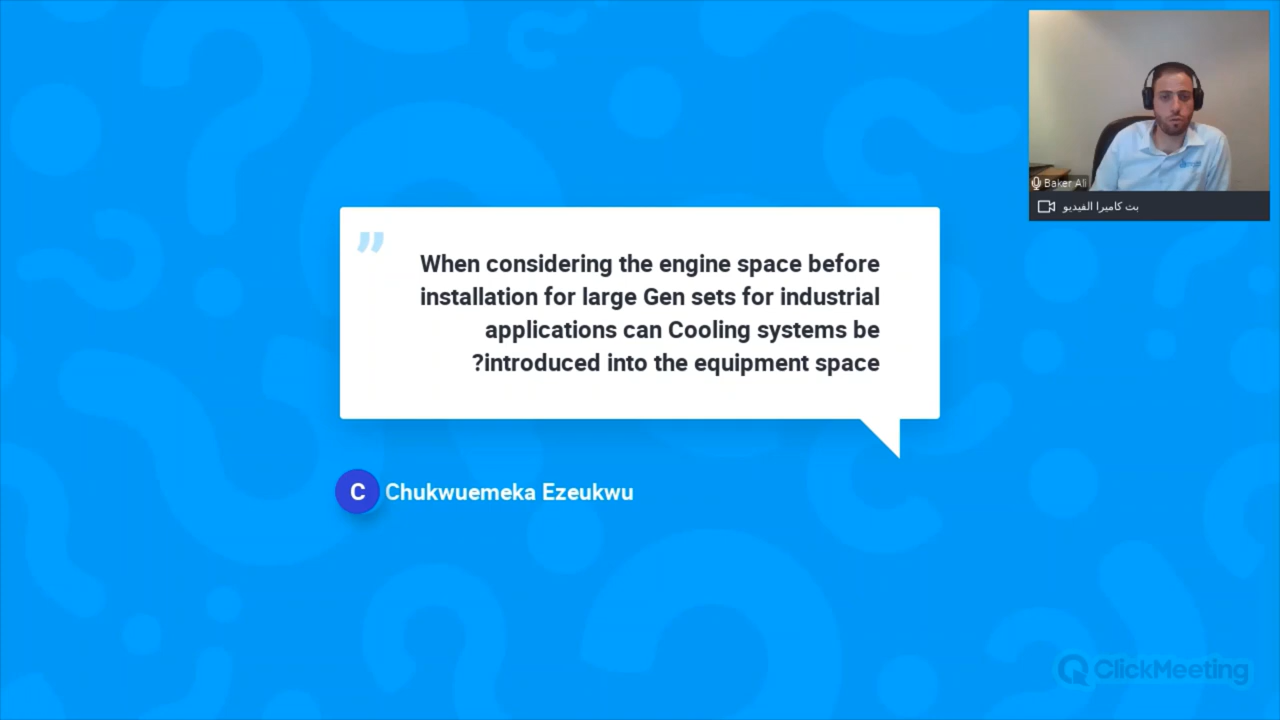 When considering the engine space before
installation for large Gen sets for industrial
applications can Cooling systems be
?introduced into the equipment space
C Chukwuemeka Ezeukwu
Baker Ali
بث كاميرا الفيديو
ClickMeeting